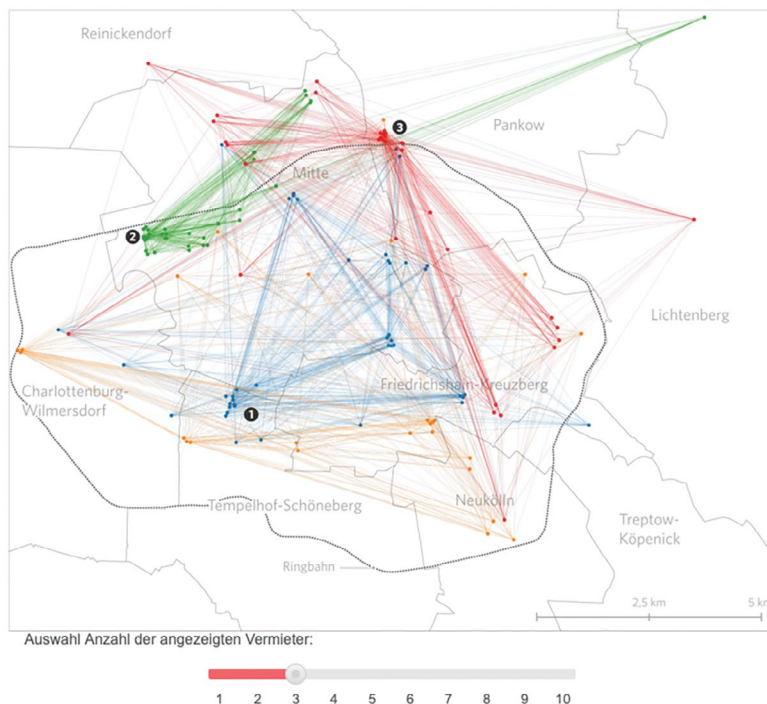 Reinickendorf
3
Pankow
Mitte
2
Lichtenberg
Friedrichshain-Kreuzberg
Charlottenburg-
Wilmersdorf
1
Tempelhof-Schöneberg
Neukölln
Treptow-
Köpenick
Ringbahn
2,5 km
5 km
Auswahl Anzahl der angezeigten Vermieter:
1 2 3 4 5 6 7 8 9 10